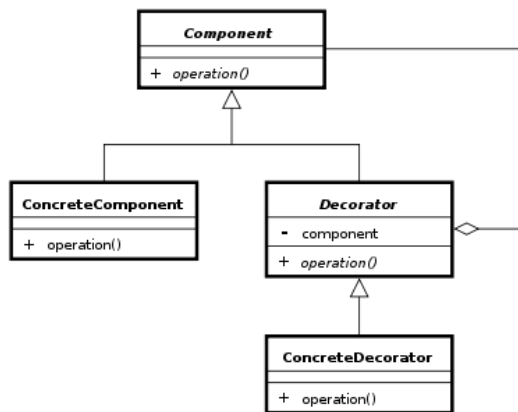 Component
+ operation()
ConcreteComponent
+ operation()
Decorator
- component
+ operation()
ConcreteDecorator
+ operation()